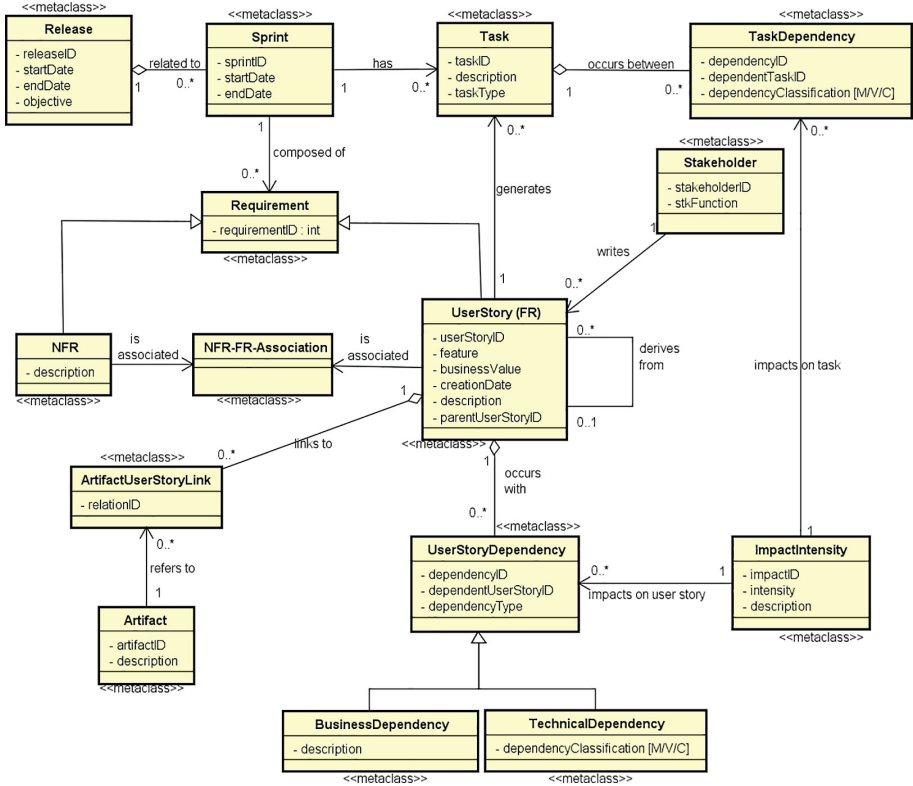 <<metaclass>>
Release
- releaseID
- startDate
- endDate
- objective
related to
1
0..*
<<metaclass>>
Sprint
- sprintID
- startDate
- endDate
has
1
0..*
<<metaclass>>
Task
- taskID
- description
- taskType
occurs between
1
0..*
<<metaclass>>
TaskDependency
- dependencyID
- dependentTaskID
- dependencyClassification [M/V/C]
1
composed of
0..*
0..*
generates
1
<<metaclass>>
Stakeholder
- stakeholderID
- stkFunction
0..*
1
writes
0..*
Requirement
- requirementID : int
<<metaclass>>
NFR
- description
<<metaclass>>
is
associated
NFR-FR-Association
<<metaclass>>
is
associated
UserStory (FR)
- userStoryID
- feature
- businessValue
- creationDate
- description
- parentUserStoryID
<<metaclass>>
0..*
derives
from
0..1
impacts on task
1
links to
0..*
1
occurs
with
0..*
<<metaclass>>
ArtifactUserStoryLink
- relationID
0..*
refers to
1
Artifact
- artifactID
- description
<<metaclass>>
<<metaclass>>
UserStoryDependency
- dependencyID
- dependentUserStoryID
- dependencyType
0..*
1
impacts on user story
1
ImpactIntensity
- impactID
- intensity
- description
<<metaclass>>
BusinessDependency
- description
<<metaclass>>
TechnicalDependency
- dependencyClassification [M/V/C]
<<metaclass>>